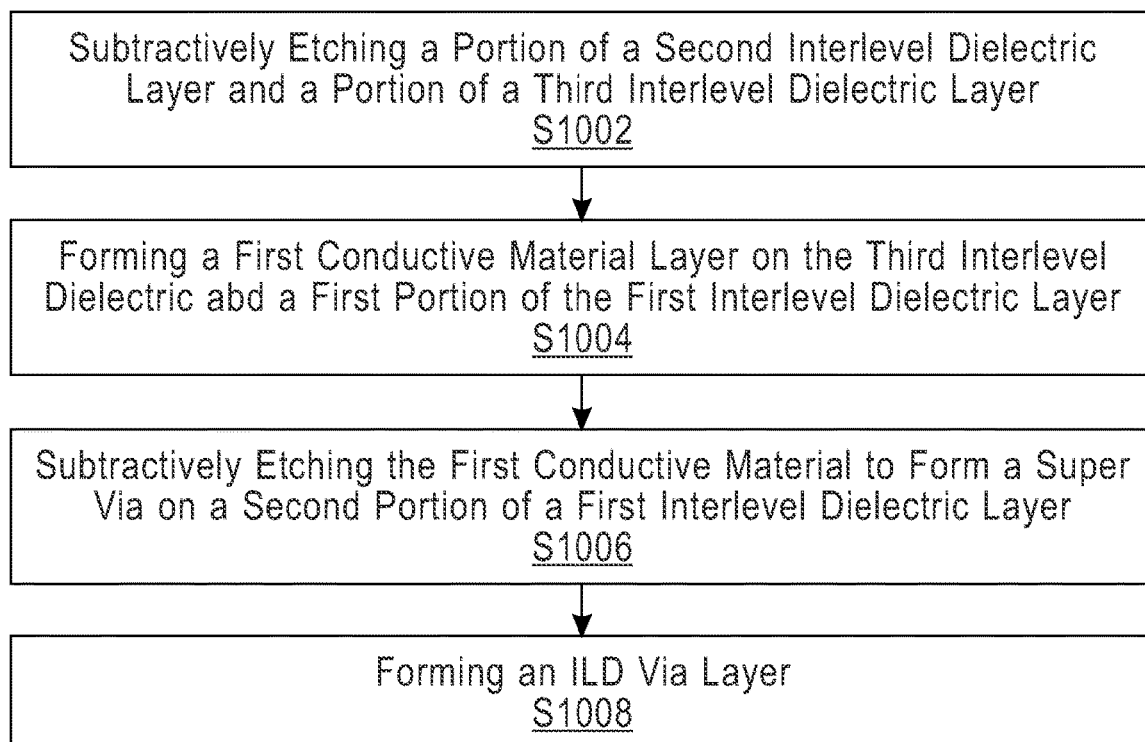 Subtractively Etching a Portion of a Second Interlevel Dielectric
Layer and a Portion of a Third Interlevel Dielectric Layer
S1002
Forming a First Conductive Material Layer on the Third Interlevel
Dielectric abd a First Portion of the First Interlevel Dielectric Layer
S1004
Subtractively Etching the First Conductive Material to Form a Super
Via on a Second Portion of a First Interlevel Dielectric Layer
S1006
Forming an ILD Via Layer
S1008